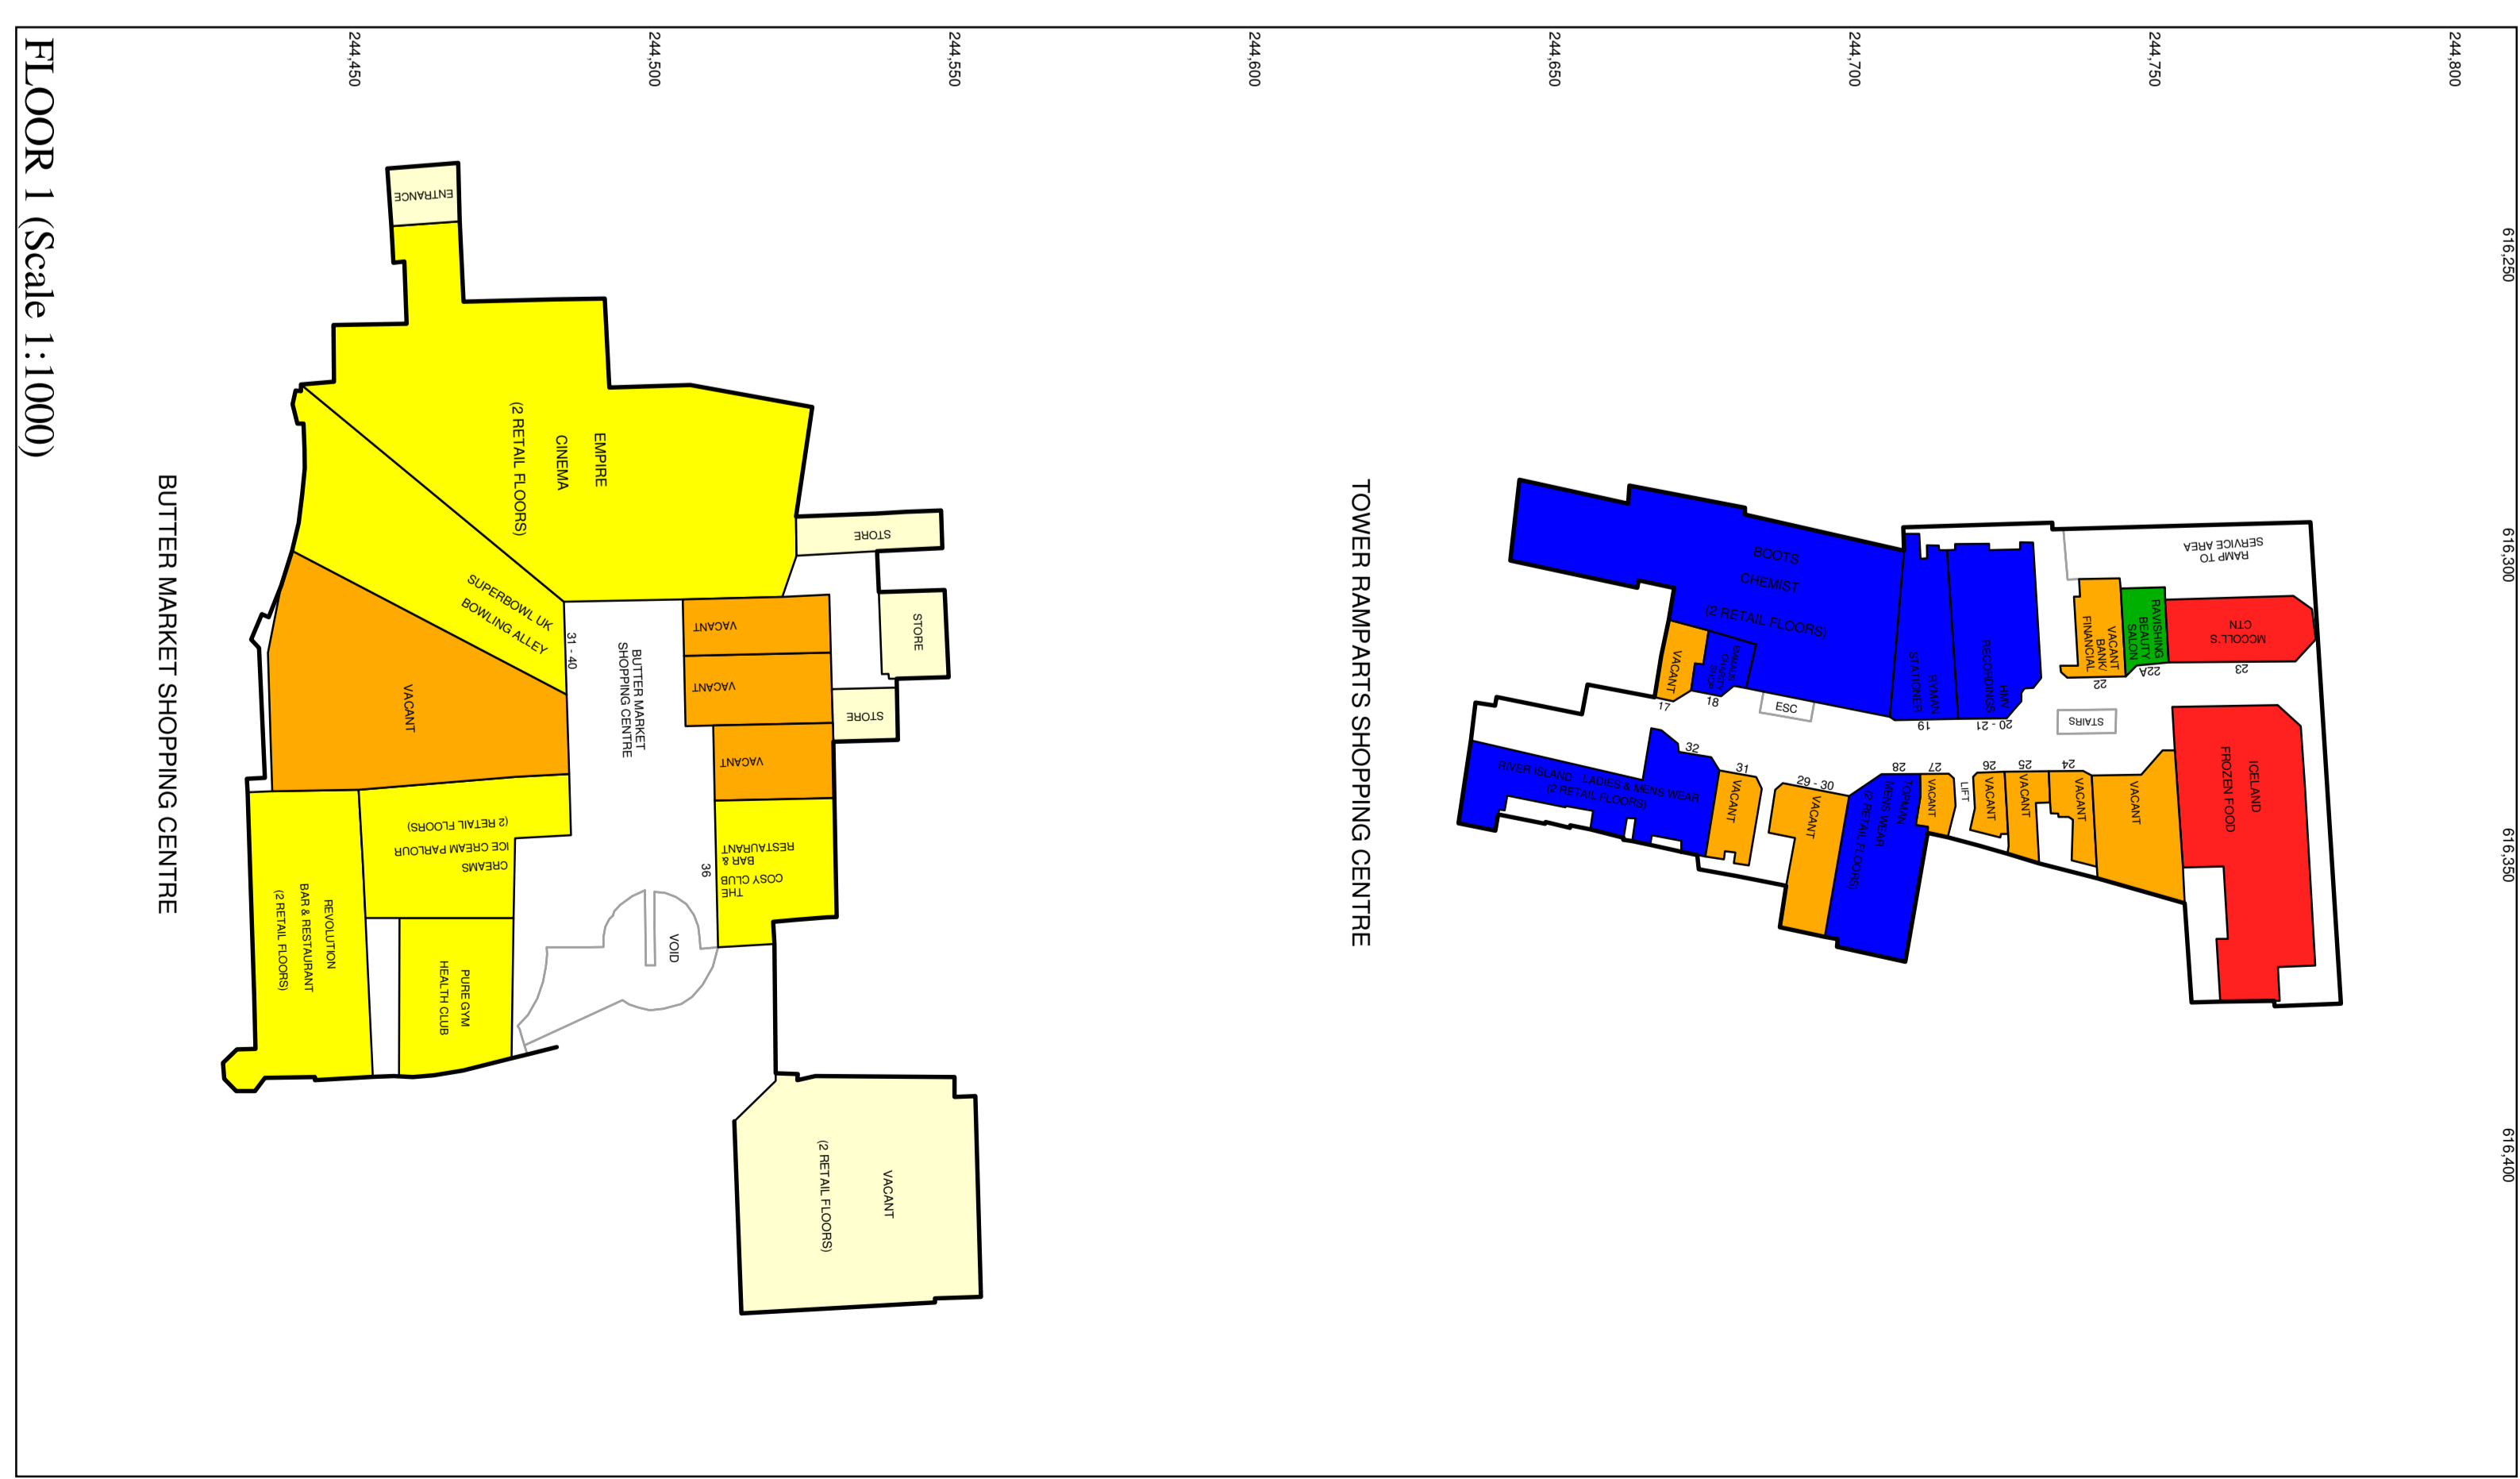 FLOOR 1 (Scale 1:1000)
244,450
244,500
244,550
244,600
244,650
244,700
244,750
244,800
616,250
616,300
616,350
616,400
TOWER RAMPARTS SHOPPING CENTRE
RAMP TO
SERVICE AREA
MCCOLL'S
CTN
23
RAVISHING
BEAUTY
SALON
22A
VACANT
BANK/
FINANCIAL
22
STAIRS
ICELAND
FROZEN FOOD
VACANT
24
VACANT
25
VACANT
26
VACANT
LIFT
27
VACANT
28
TOPMAN
MENS WEAR
(2 RETAIL FLOORS)
29 - 30
VACANT
31
VACANT
32
RIVER ISLAND LADIES & MENS WEAR
(2 RETAIL FLOORS)
HMV
RECORDINGS
20 - 21
RYMAN
STATIONER
19
BOOTS
CHEMIST
(2 RETAIL FLOORS)
ESC
CHARITY
SHOP
18
VACANT
17
BUTTER MARKET SHOPPING CENTRE
ENTRANCE
EMPIRE
CINEMA
(2 RETAIL FLOORS)
STORE
STORE
STORE
SUPERBOWL UK
BOWLING ALLEY
31 - 40
VACANT
BUTTER MARKET
SHOPPING CENTRE
VACANT
VACANT
VACANT
THE
COSY CLUB
BAR &
RESTAURANT
36
VOID
CREAMS
ICE CREAM PARLOUR
(2 RETAIL FLOORS)
REVOLUTION
BAR & RESTAURANT
(2 RETAIL FLOORS)
PURE GYM
HEALTH CLUB
VACANT
(2 RETAIL FLOORS)